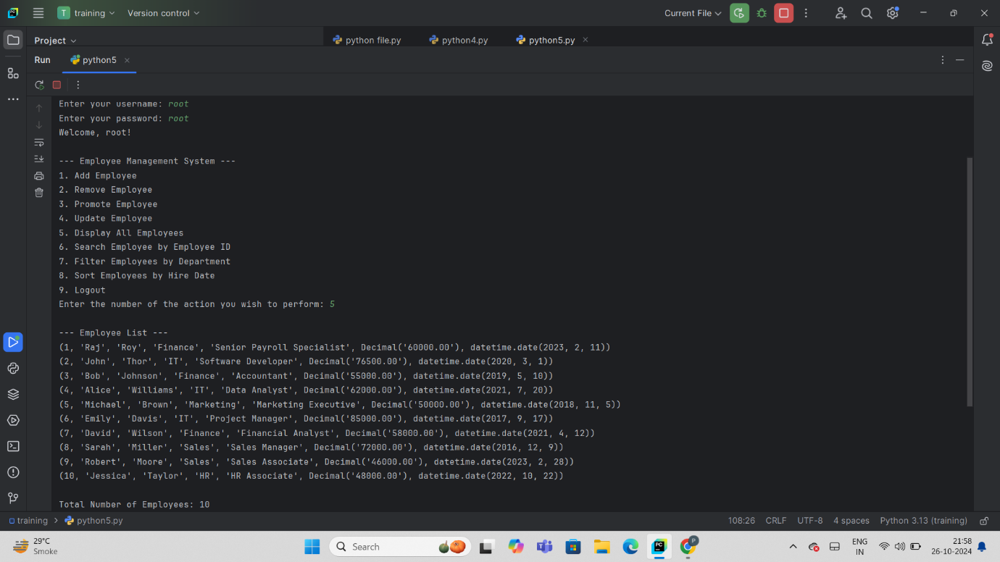 T training Version control Current File
Project python file.py python4.py python5.py
Run python5
Enter your username: root
Enter your password: root
Welcome, root!
--- Employee Management System ---
1. Add Employee
2. Remove Employee
3. Promote Employee
4. Update Employee
5. Display All Employees
6. Search Employee by Employee ID
7. Filter Employees by Department
8. Sort Employees by Hire Date
9. Logout
Enter the number of the action you wish to perform: 5
--- Employee List ---
(1, 'Raj', 'Roy', 'Finance', 'Senior Payroll Specialist', Decimal('60000.00'), datetime.date(2023, 2, 11))
(2, 'John', 'Thor', 'IT', 'Software Developer', Decimal('76500.00'), datetime.date(2020, 3, 1))
(3, 'Bob', 'Johnson', 'Finance', 'Accountant', Decimal('55000.00'), datetime.date(2019, 5, 10))
(4, 'Alice', 'Williams', 'IT', 'Data Analyst', Decimal('62000.00'), datetime.date(2021, 7, 20))
(5, 'Michael', 'Brown', 'Marketing', 'Marketing Executive', Decimal('50000.00'), datetime.date(2018, 11, 5))
(6, 'Emily', 'Davis', 'IT', 'Project Manager', Decimal('85000.00'), datetime.date(2017, 9, 17))
(7, 'David', 'Wilson', 'Finance', 'Financial Analyst', Decimal('58000.00'), datetime.date(2021, 4, 12))
(8, 'Sarah', 'Miller', 'Sales', 'Sales Manager', Decimal('72000.00'), datetime.date(2016, 12, 9))
(9, 'Robert', 'Moore', 'Sales', 'Sales Associate', Decimal('46000.00'), datetime.date(2023, 2, 28))
(10, 'Jessica', 'Taylor', 'HR', 'HR Associate', Decimal('48000.00'), datetime.date(2022, 10, 22))
Total Number of Employees: 10
training > python5.py 108:26 CRLF UTF-8 4 spaces Python 3.13 (training)
29°C
Smoke
Search
ENG
IN
21:58
26-10-2024